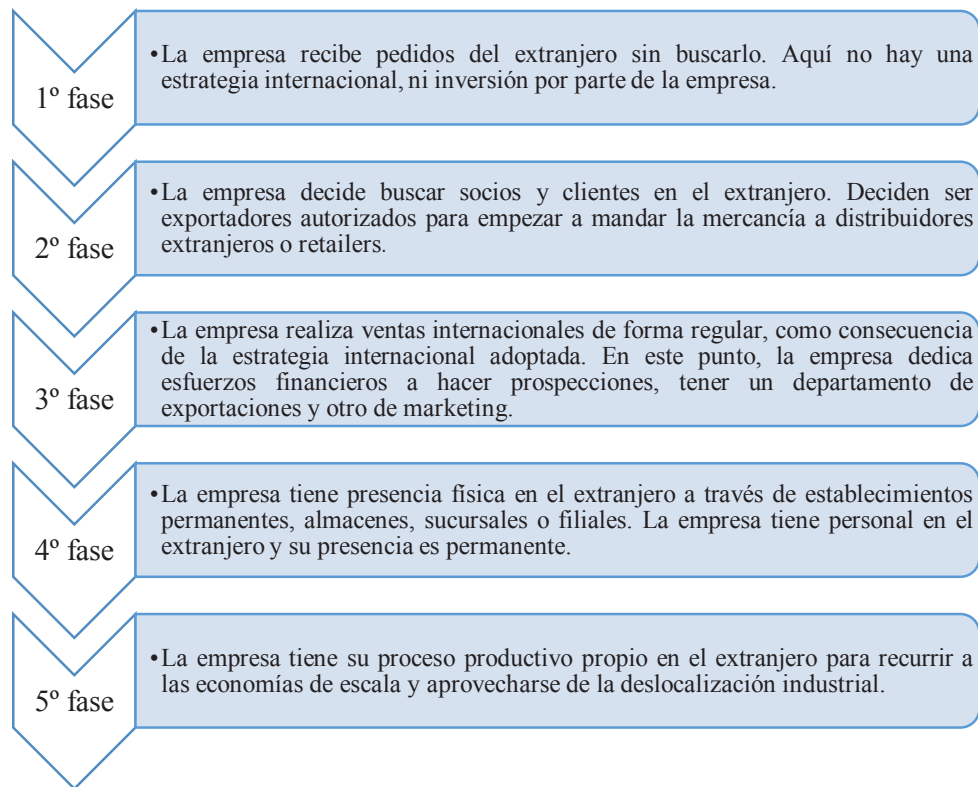 1º fase
•La empresa recibe pedidos del extranjero sin buscarlo. Aquí no hay una
estrategia internacional, ni inversión por parte de la empresa.
2º fase
•La empresa decide buscar socios y clientes en el extranjero. Deciden ser
exportadores autorizados para empezar a mandar la mercancía a distribuidores
extranjeros o retailers.
3º fase
•La empresa realiza ventas internacionales de forma regular, como consecuencia
de la estrategia internacional adoptada. En este punto, la empresa dedica
esfuerzos financieros a hacer prospecciones, tener un departamento de
exportaciones y otro de marketing.
4º fase
•La empresa tiene presencia física en el extranjero a través de establecimientos
permanentes, almacenes, sucursales o filiales. La empresa tiene personal en el
extranjero y su presencia es permanente.
5º fase
•La empresa tiene su proceso productivo propio en el extranjero para recurrir a
las economías de escala y aprovecharse de la deslocalización industrial.